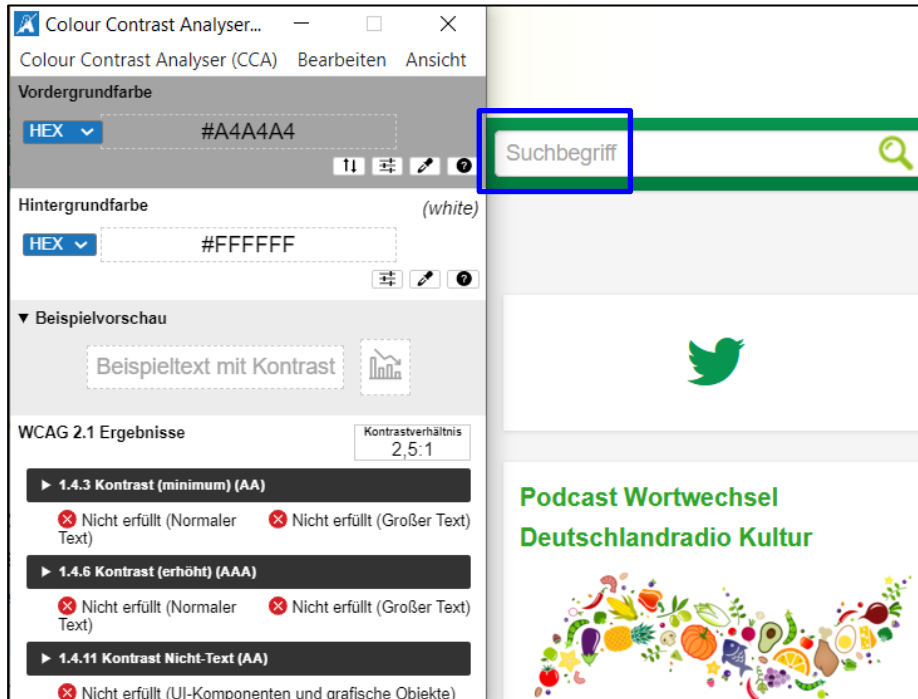 Colour Contrast Analyser...
Colour Contrast Analyser (CCA) Bearbeiten Ansicht
Vordergrundfarbe
HEX #A4A4A4
Hintergrundfarbe (white)
HEX #FFFFFF
▼ Beispielvorschau
Beispieltext mit Kontrast
WCAG 2.1 Ergebnisse
Kontrastverhältnis
2,5:1
▶ 1.4.3 Kontrast (minimum) (AA)
Nicht erfüllt (Normaler Text)
Nicht erfüllt (Großer Text)
▶ 1.4.6 Kontrast (erhöht) (AAA)
Nicht erfüllt (Normaler Text)
Nicht erfüllt (Großer Text)
▶ 1.4.11 Kontrast Nicht-Text (AA)
Nicht erfüllt (UI-Komponenten und grafische Objekte)
Suchbegriff
Podcast Wortwechsel
Deutschlandradio Kultur